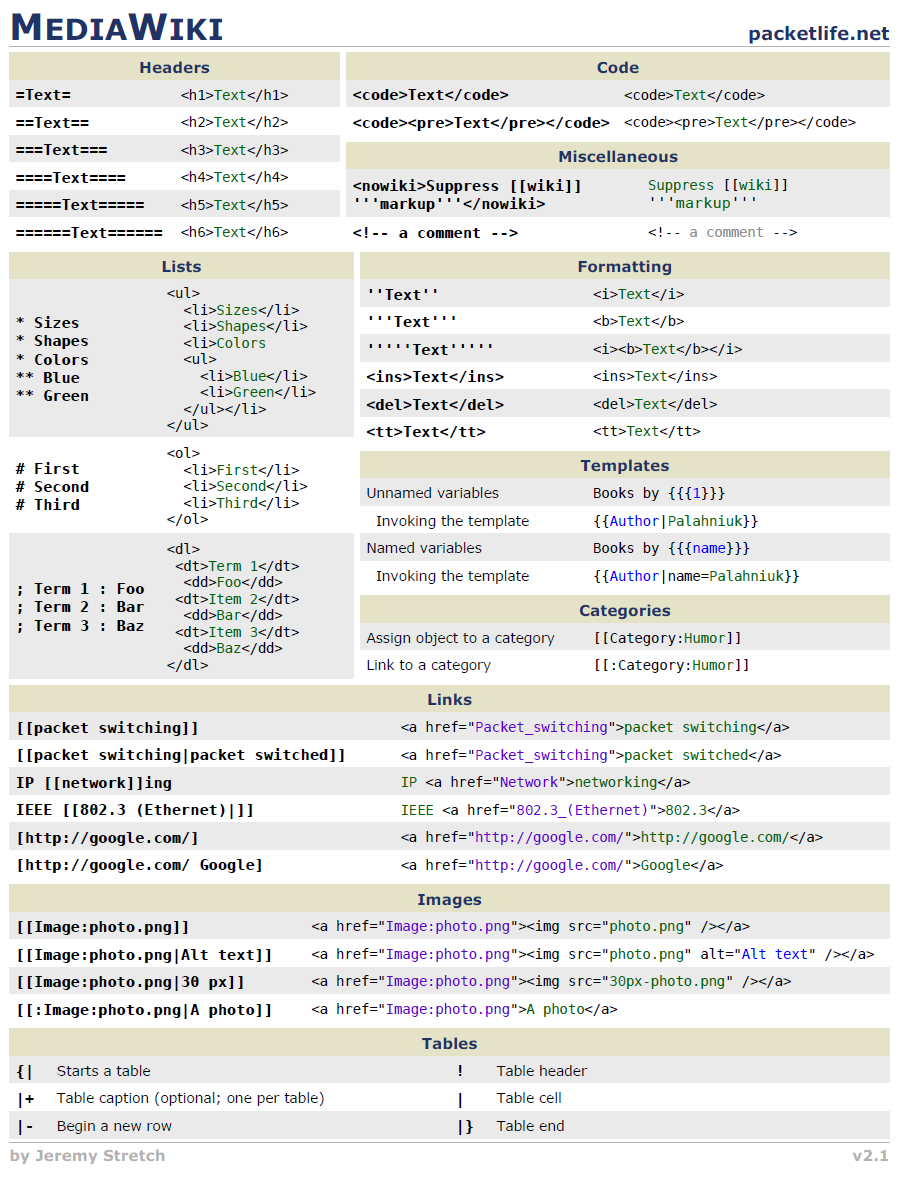 MEDIAWIKI packetlife.net
Headers
=Text= <h1>Text</h1>
==Text== <h2>Text</h2>
===Text=== <h3>Text</h3>
====Text==== <h4>Text</h4>
=====Text===== <h5>Text</h5>
======Text====== <h6>Text</h6>
Code
<code>Text</code> <code>Text</code>
<code><pre>Text</pre></code> <code><pre>Text</pre></code>
Miscellaneous
<nowiki>Suppress [[wiki]] Suppress [[wiki]]
'''markup'''</nowiki> '''markup'''
<!-- a comment --> <!-- a comment -->
Lists
* Sizes
* Shapes
* Colors
** Blue
** Green
<ul>
<li>Sizes</li>
<li>Shapes</li>
<li>Colors
<ul>
<li>Blue</li>
<li>Green</li>
</ul></li>
</ul>
# First
# Second
# Third
<ol>
<li>First</li>
<li>Second</li>
<li>Third</li>
</ol>
; Term 1 : Foo
; Term 2 : Bar
; Term 3 : Baz
<dl>
<dt>Term 1</dt>
<dd>Foo</dd>
<dt>Item 2</dt>
<dd>Bar</dd>
<dt>Item 3</dt>
<dd>Baz</dd>
</dl>
Formatting
''Text'' <i>Text</i>
'''Text''' <b>Text</b>
'''''Text''''' <i><b>Text</b></i>
<ins>Text</ins> <ins>Text</ins>
<del>Text</del> <del>Text</del>
<tt>Text</tt> <tt>Text</tt>
Templates
Unnamed variables Books by {{{1}}}
Invoking the template {{Author|Palahniuk}}
Named variables Books by {{{name}}}
Invoking the template {{Author|name=Palahniuk}}
Categories
Assign object to a category [[Category:Humor]]
Link to a category [[:Category:Humor]]
Links
[[packet switching]] <a href="Packet_switching">packet switching</a>
[[packet switching|packet switched]] <a href="Packet_switching">packet switched</a>
IP [[network]]ing IP <a href="Network">networking</a>
IEEE [[802.3 (Ethernet)|]] IEEE <a href="802.3_(Ethernet)">802.3</a>
[http://google.com/] <a href="http://google.com/">http://google.com/</a>
[http://google.com/ Google] <a href="http://google.com/">Google</a>
Images
[[Image:photo.png]] <a href="Image:photo.png"><img src="photo.png" /></a>
[[Image:photo.png|Alt text]] <a href="Image:photo.png"><img src="photo.png" alt="Alt text" /></a>
[[Image:photo.png|30 px]] <a href="Image:photo.png"><img src="30px-photo.png" /></a>
[[:Image:photo.png|A photo]] <a href="Image:photo.png">A photo</a>
Tables
{| Starts a table ! Table header
|+ Table caption (optional; one per table) | Table cell
|- Begin a new row |} Table end
by Jeremy Stretch v2.1